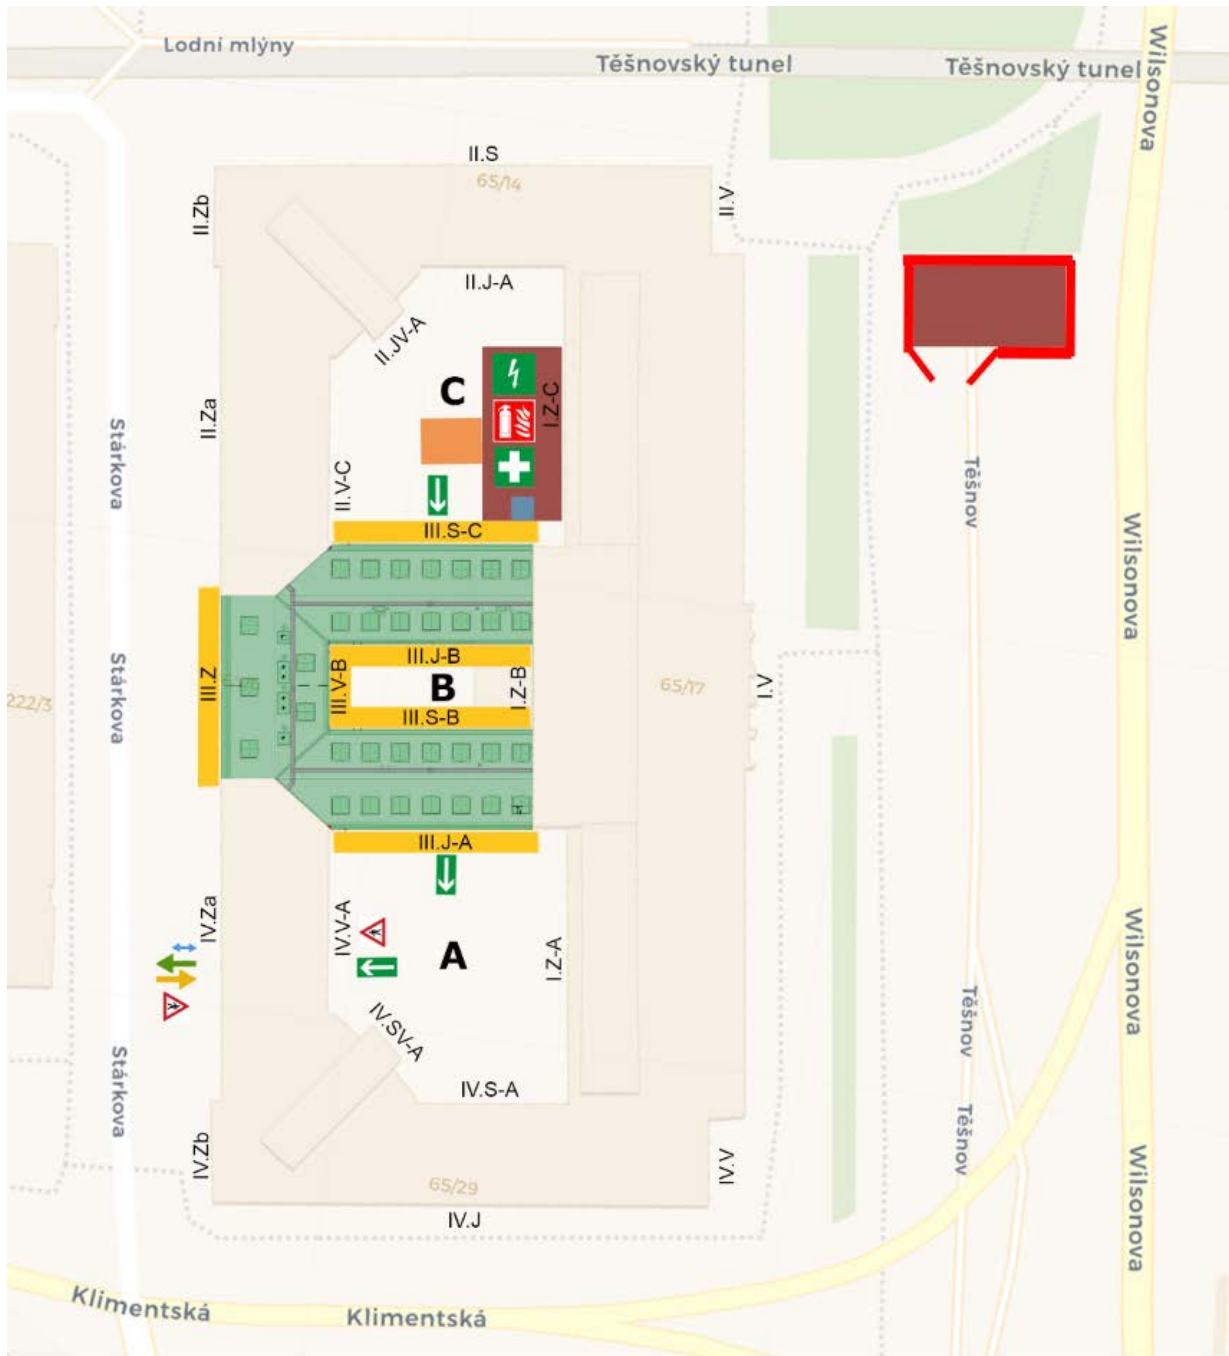 Lodní mlýny
Těšnovský tunel
Těšnovský tunel
Wilsonova
II.S
65/14
II.Zb
II.V
II.J-A
II.JV-A
II.Za
C
I.Z-C
Stárkova
II.V-C
Těšnov
III.S-C
Wilsonova
III.Z
III.J-B
III.V-B
B
I.Z-B
III.S-B
65/17
I.V
222/3
Stárkova
III.J-A
IV.Za
IV.V-A
A
I.Z-A
Wilsonova
IV.SV-A
Těšnov
Stárkova
IV.S-A
IV.Zb
IV.V
Těšnov
65/29
Wilsonova
IV.J
Klimentská
Klimentská